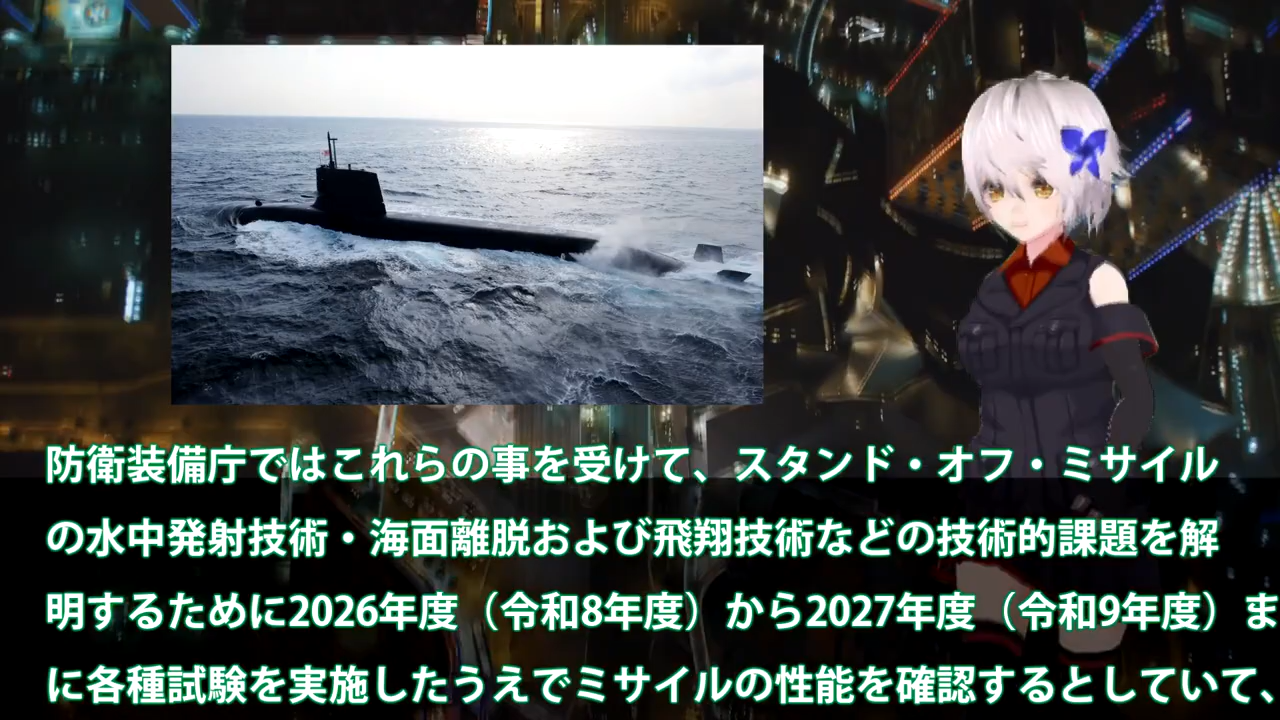 防衛装備庁ではこれらの事を受けて、スタンド・オフ・ミサイル
の水中発射技術・海面離脱および飛翔技術などの技術的課題を解
明するために2026年度（令和8年度）から2027年度（令和9年度）ま
に各種試験を実施したうえでミサイルの性能を確認するとしていて、